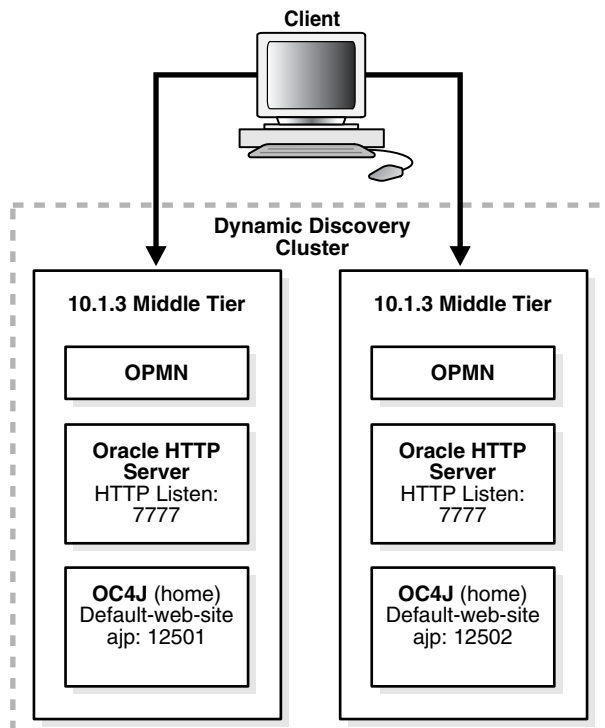 Client
Dynamic Discovery
Cluster
10.1.3 Middle Tier
OPMN
Oracle HTTP
Server
HTTP Listen:
7777
OC4J (home)
Default-web-site
ajp: 12501
10.1.3 Middle Tier
OPMN
Oracle HTTP
Server
HTTP Listen:
7777
OC4J (home)
Default-web-site
ajp: 12502